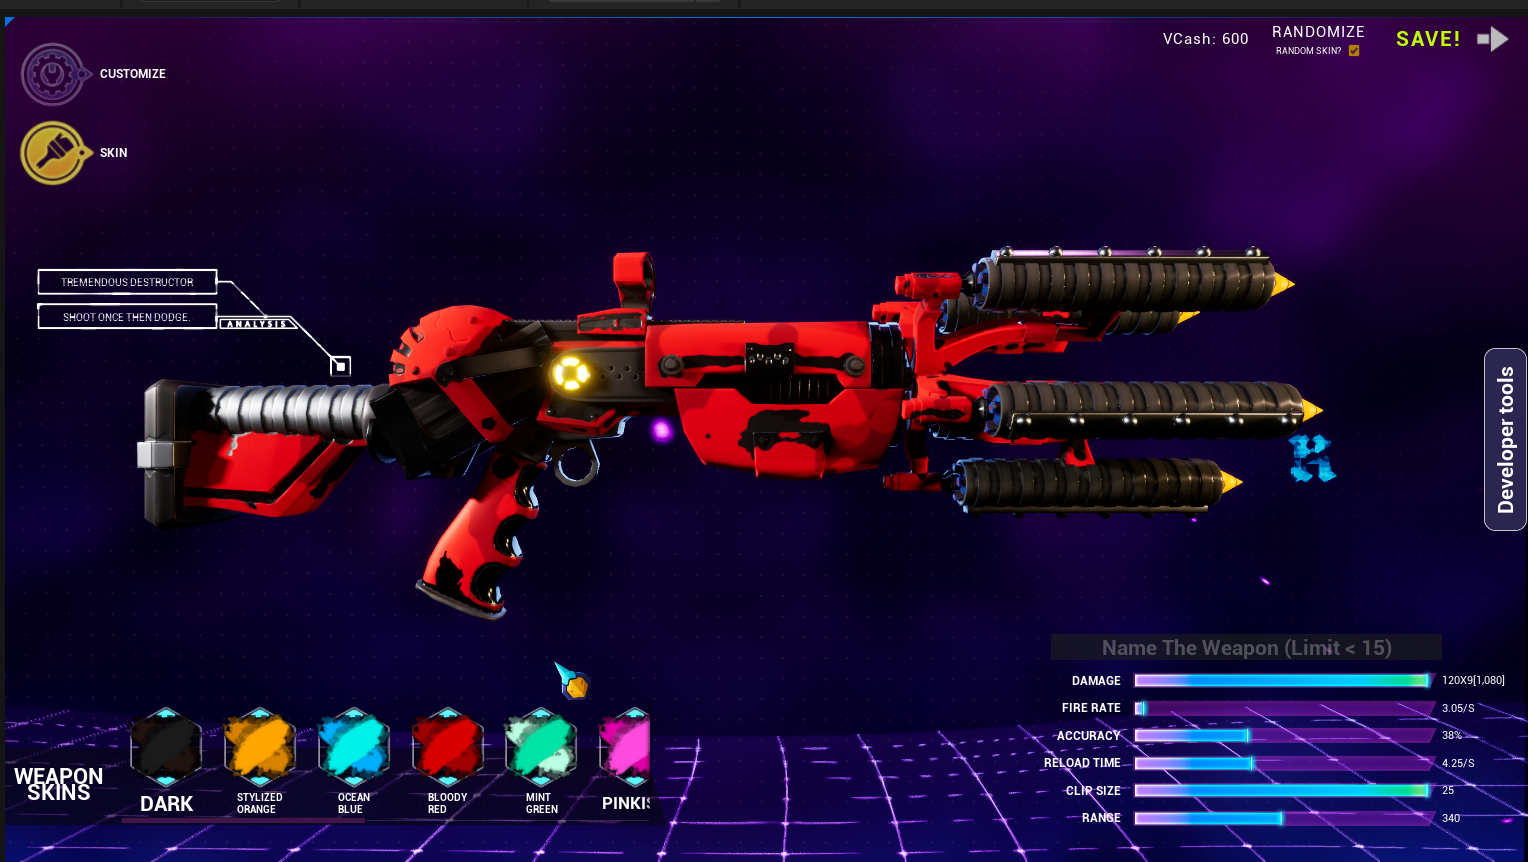 VCash: 600
RANDOMIZE
RANDOM SKIN?
SAVE!
CUSTOMIZE
SKIN
TREMENDOUS DESTRUCTOR
SHOOT ONCE THEN DODGE.
ANALYSIS
Developer tools
Name The Weapon (Limit < 15)
DAMAGE 120X9[1,080]
FIRE RATE 3.05/S
ACCURACY 38%
RELOAD TIME 4.25/S
CLIP SIZE 25
RANGE 340
WEAPON
SKINS
DARK
STYLIZED
ORANGE
OCEAN
BLUE
BLOODY
RED
MINT
GREEN
PINKIS